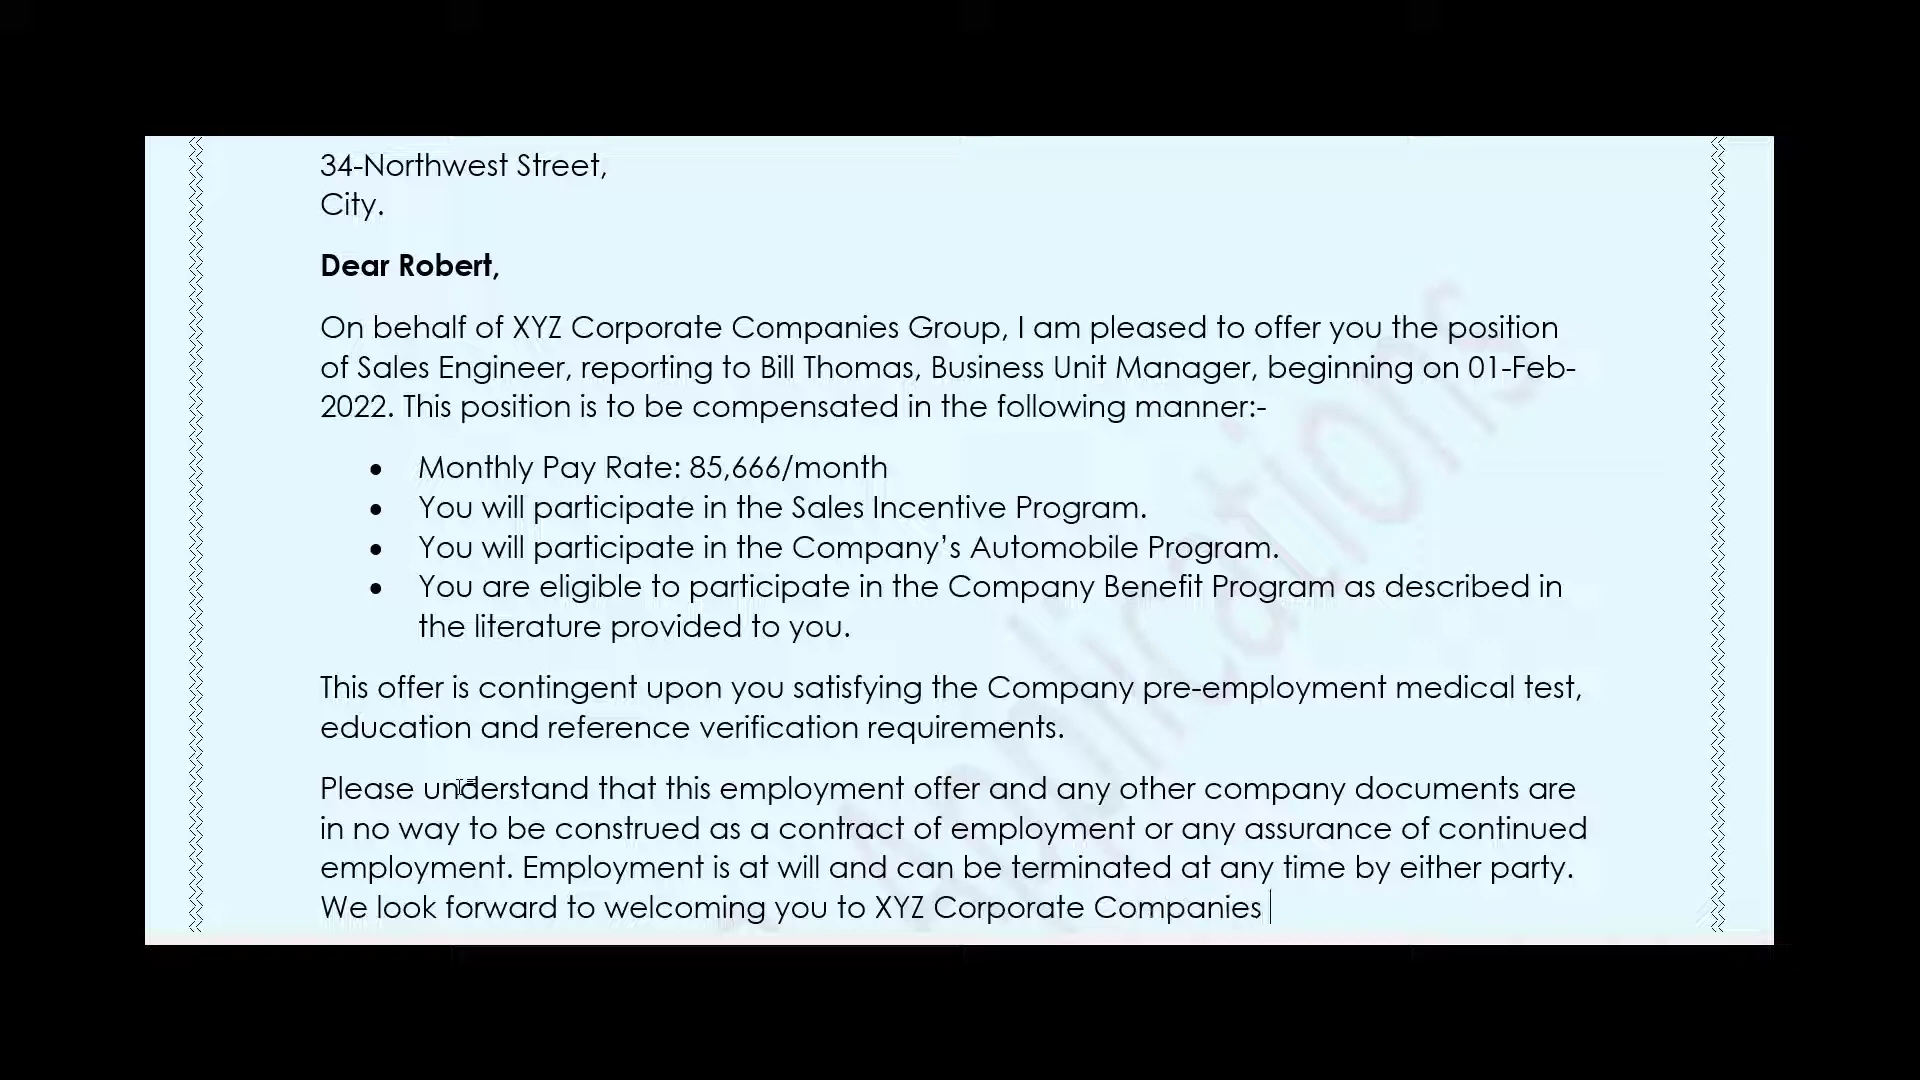 34-Northwest Street,
City.
Dear Robert,
On behalf of XYZ Corporate Companies Group, I am pleased to offer you the position
of Sales Engineer, reporting to Bill Thomas, Business Unit Manager, beginning on 01-Feb-
2022. This position is to be compensated in the following manner:-
• Monthly Pay Rate: 85,666/month
• You will participate in the Sales Incentive Program.
• You will participate in the Company’s Automobile Program.
• You are eligible to participate in the Company Benefit Program as described in
the literature provided to you.
This offer is contingent upon you satisfying the Company pre-employment medical test,
education and reference verification requirements.
Please understand that this employment offer and any other company documents are
in no way to be construed as a contract of employment or any assurance of continued
employment. Employment is at will and can be terminated at any time by either party.
We look forward to welcoming you to XYZ Corporate Companies
Applications